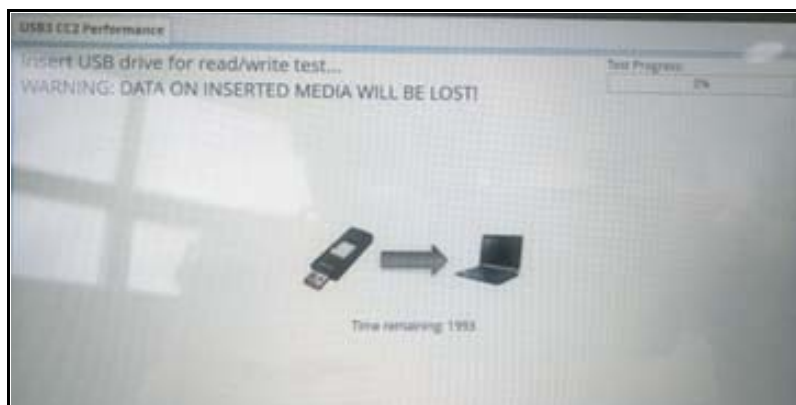 USB3 CC2 Performance
Insert USB drive for read/write test...
WARNING: DATA ON INSERTED MEDIA WILL BE LOST!
Test Progress:
0%
Time remaining: 1993